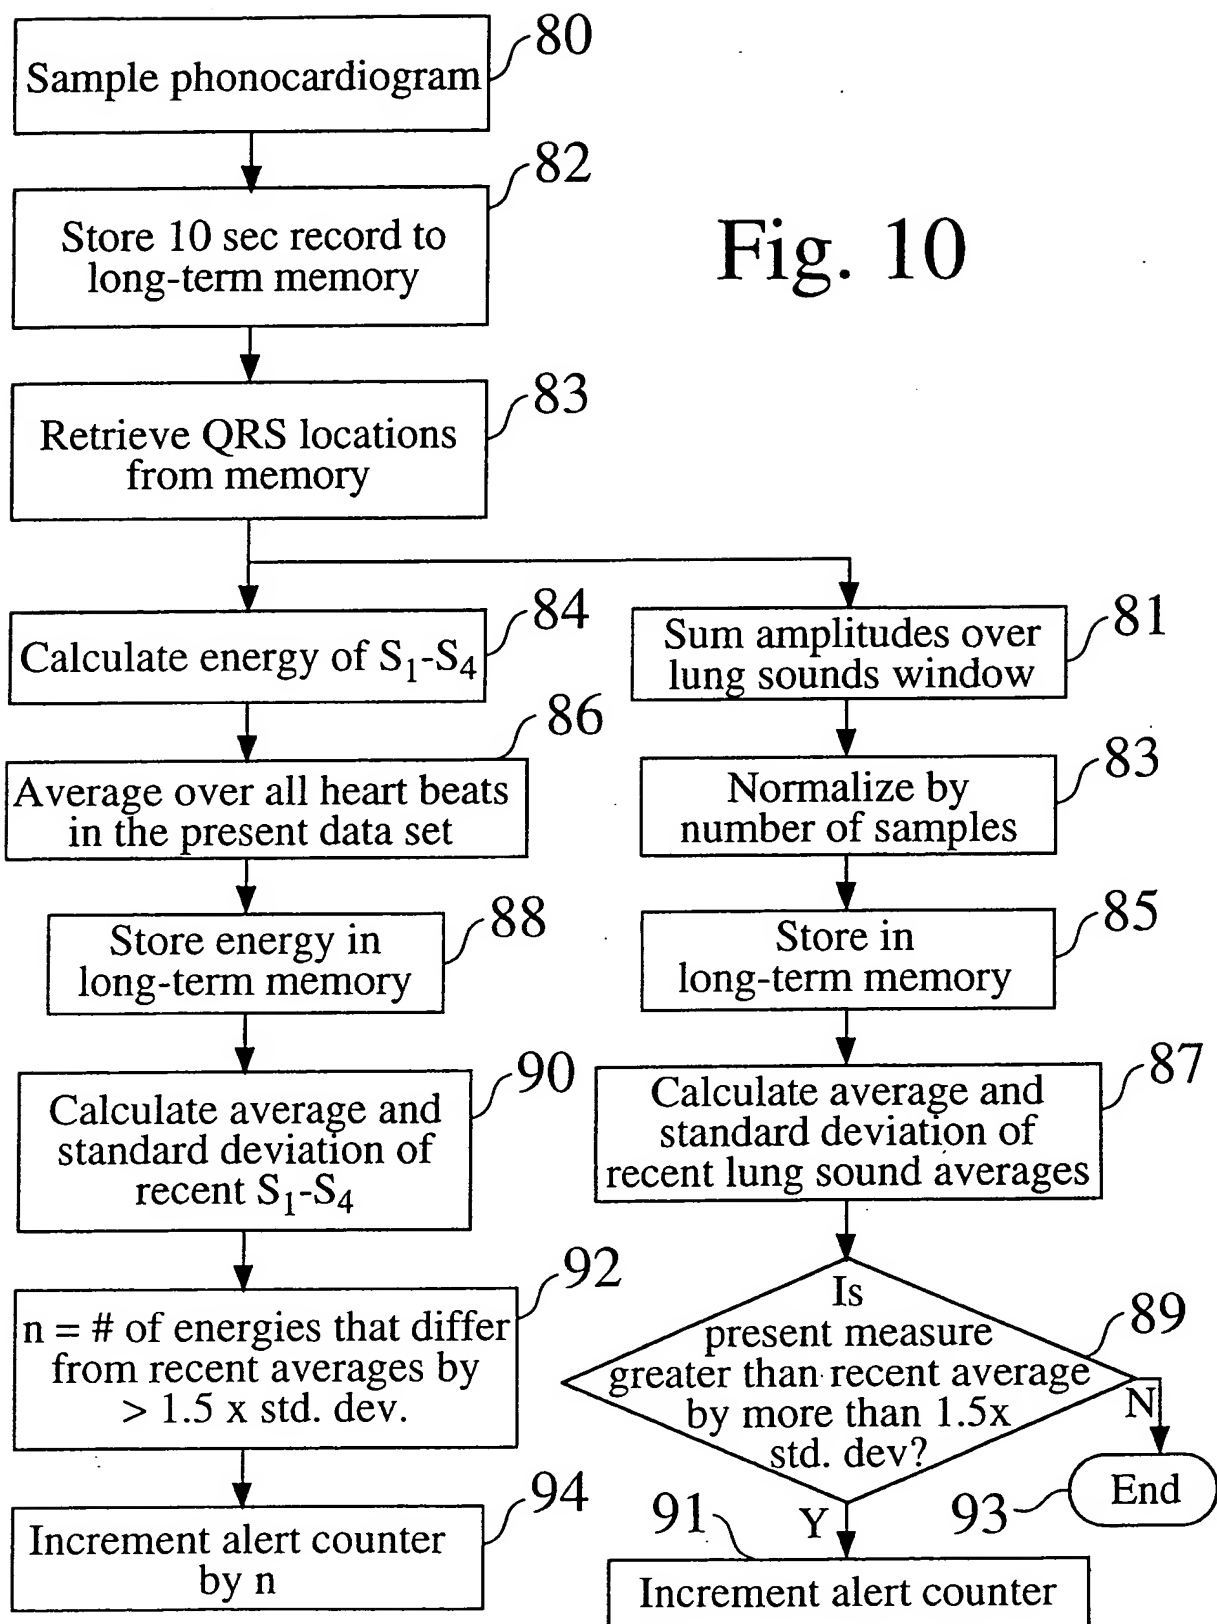 80
Sample phonocardiogram
82
Store 10 sec record to
long-term memory
Fig. 10
83
Retrieve QRS locations
from memory
84
Calculate energy of S₁-S₄
86
Average over all heart beats
in the present data set
88
Store energy in
long-term memory
90
Calculate average and
standard deviation of
recent S₁-S₄
92
n = # of energies that differ
from recent averages by
> 1.5 x std. dev.
94
Increment alert counter
by n
81
Sum amplitudes over
lung sounds window
83
Normalize by
number of samples
85
Store in
long-term memory
87
Calculate average and
standard deviation of
recent lung sound averages
89
Is
present measure
greater than recent average
by more than 1.5x
std. dev?
N
93
End
Y
91
Increment alert counter